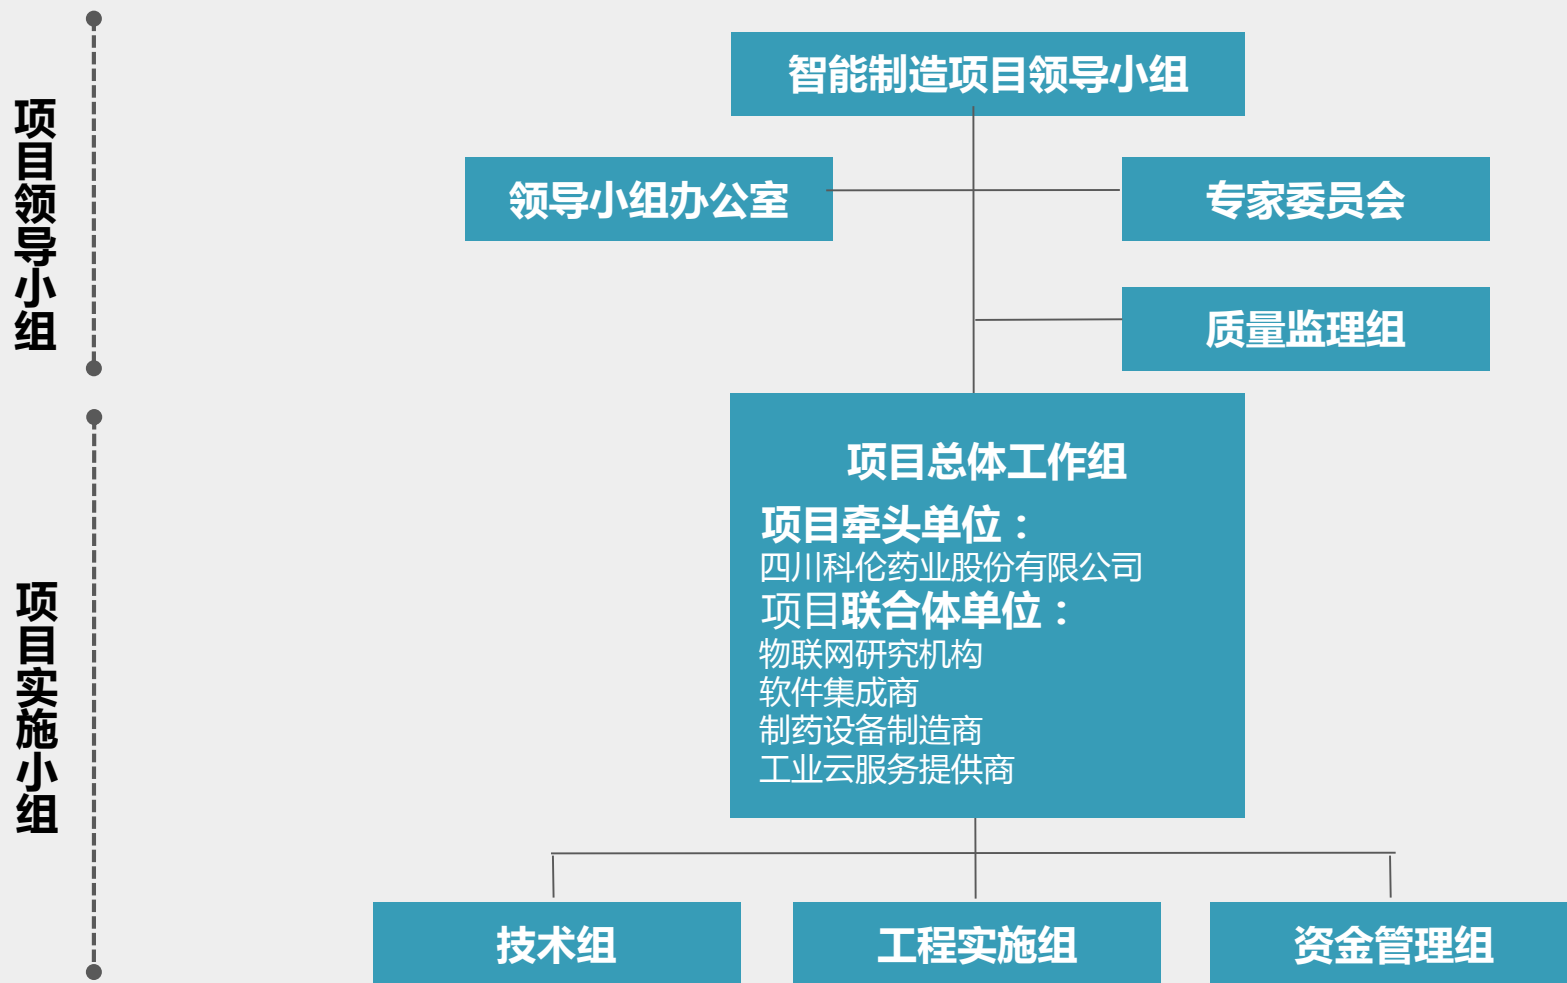 项目领导小组
智能制造项目领导小组
领导小组办公室
专家委员会
质量监理组
项目实施小组
项目总体工作组
项目牵头单位：
四川科伦药业股份有限公司
项目联合体单位：
物联网研究机构
软件集成商
制药设备制造商
工业云服务提供商
技术组
工程实施组
资金管理组